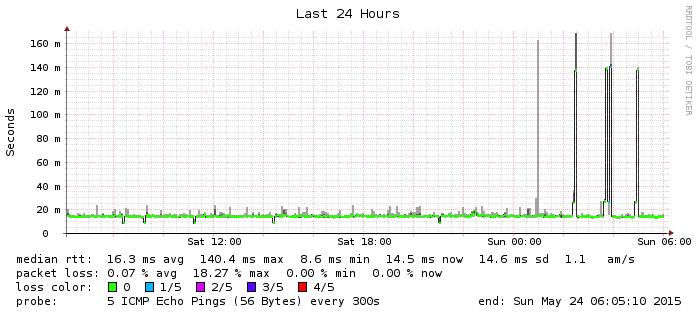 Last 24 Hours
RRDTOOL / TOBI OETIKER
Seconds
160 m
140 m
120 m
100 m
80 m
60 m
40 m
20 m
0
Sat 12:00 Sat 18:00 Sun 00:00 Sun 06:00
median rtt: 16.3 ms avg 140.4 ms max 8.6 ms min 14.5 ms now 14.6 ms sd 1.1 am/s
packet loss: 0.07 % avg 18.27 % max 0.00 % min 0.00 % now
loss color: 0 1/5 2/5 3/5 4/5
probe: 5 ICMP Echo Pings (56 Bytes) every 300s end: Sun May 24 06:05:10 2015